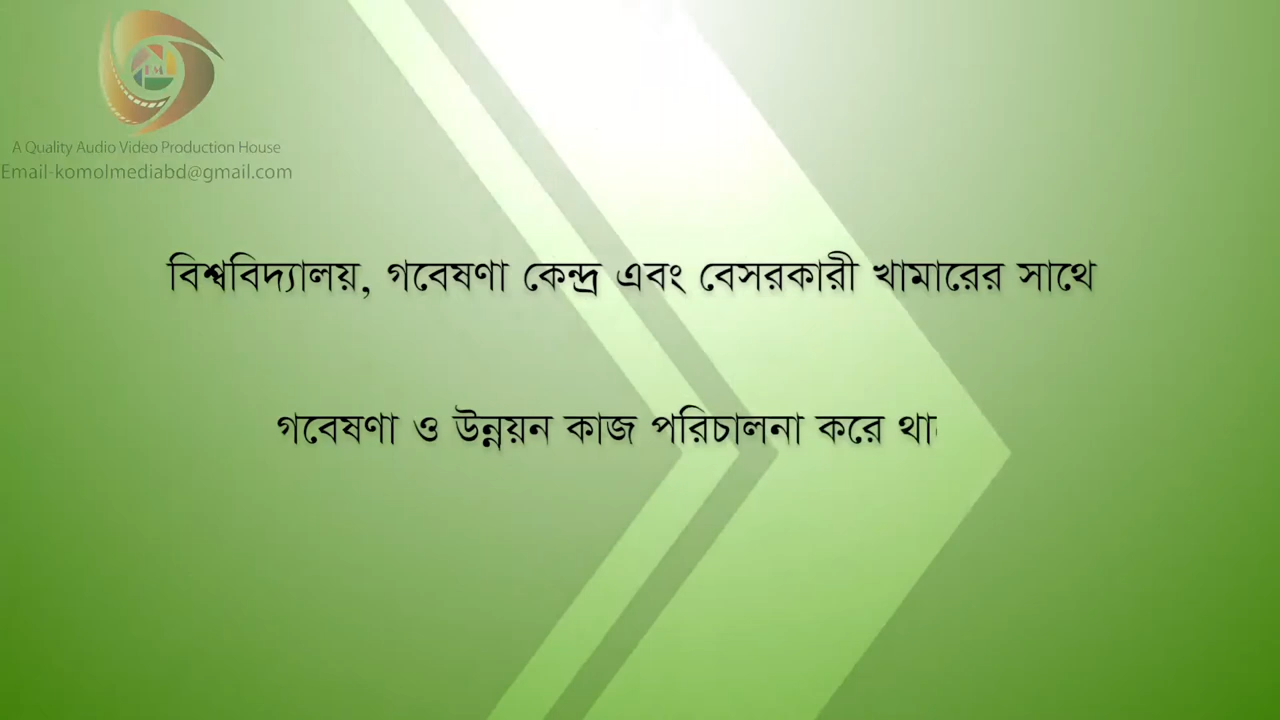 A Quality Audio Video Production House
Email-komolmediabd@gmail.com
বিশ্ববিদ্যালয়, গবেষণা কেন্দ্র এবং বেসরকারী খামারের সাথে
গবেষণা ও উন্নয়ন কাজ পরিচালনা করে